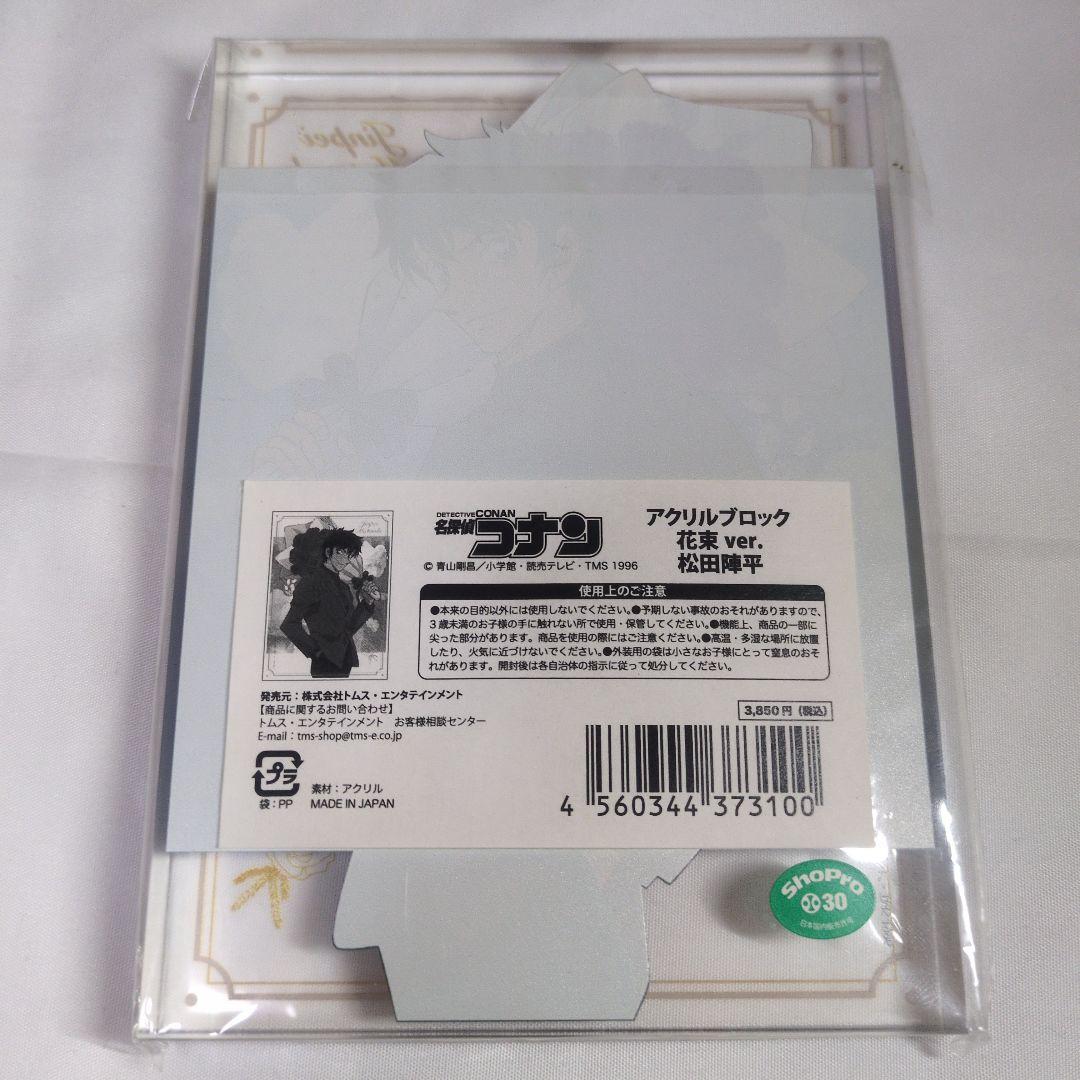 Jinpei
DETECTIVE CONAN
名探偵
コナン
© 青山剛昌／小学館・読売テレビ・TMS 1996
アクリルブロック
花束 ver.
松田陣平
Jinpei
Matsuda
使用上のご注意
●本来の目的以外には使用しないでください。●予期しない事故のおそれがありますので、
3歳未満のお子様の手に触れない所で使用・保管してください。●機能上、商品の一部に
尖った部分があります。商品を使用の際にはご注意ください。●高温・多湿な場所に放置
したり、火気に近づけないでください。●外装用の袋は小さなお子様にとって窒息のおそ
れがあります。開封後は各自治体の指示に従って処分してください。
発売元：株式会社トムス・エンタテインメント
【商品に関するお問い合わせ】
トムス・エンタテインメント　お客様相談センター
E-mail：tms-shop@tms-e.co.jp
3,850円（税込）
プラ
袋：PP
素材：アクリル
MADE IN JAPAN
4 560344 373100
ShoPro
30
日本国内販売許可